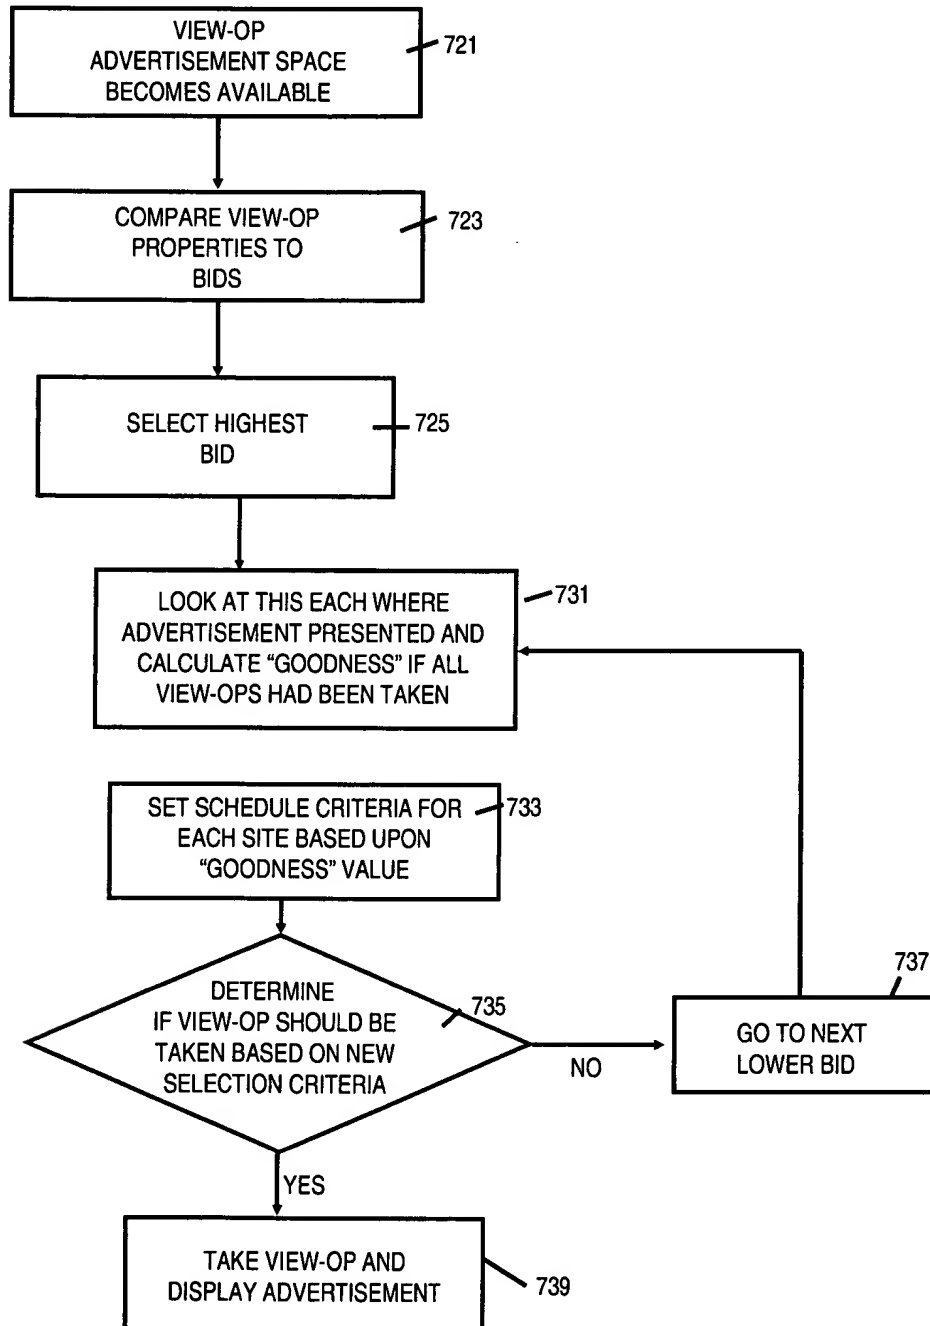 VIEW-OP
ADVERTISEMENT SPACE
BECOMES AVAILABLE
721
COMPARE VIEW-OP
PROPERTIES TO
BIDS
723
SELECT HIGHEST
BID
725
LOOK AT THIS EACH WHERE
ADVERTISEMENT PRESENTED AND
CALCULATE “GOODNESS” IF ALL
VIEW-OPS HAD BEEN TAKEN
731
SET SCHEDULE CRITERIA FOR
EACH SITE BASED UPON
“GOODNESS” VALUE
733
DETERMINE
IF VIEW-OP SHOULD BE
TAKEN BASED ON NEW
SELECTION CRITERIA
735
NO
GO TO NEXT
LOWER BID
737
YES
TAKE VIEW-OP AND
DISPLAY ADVERTISEMENT
739